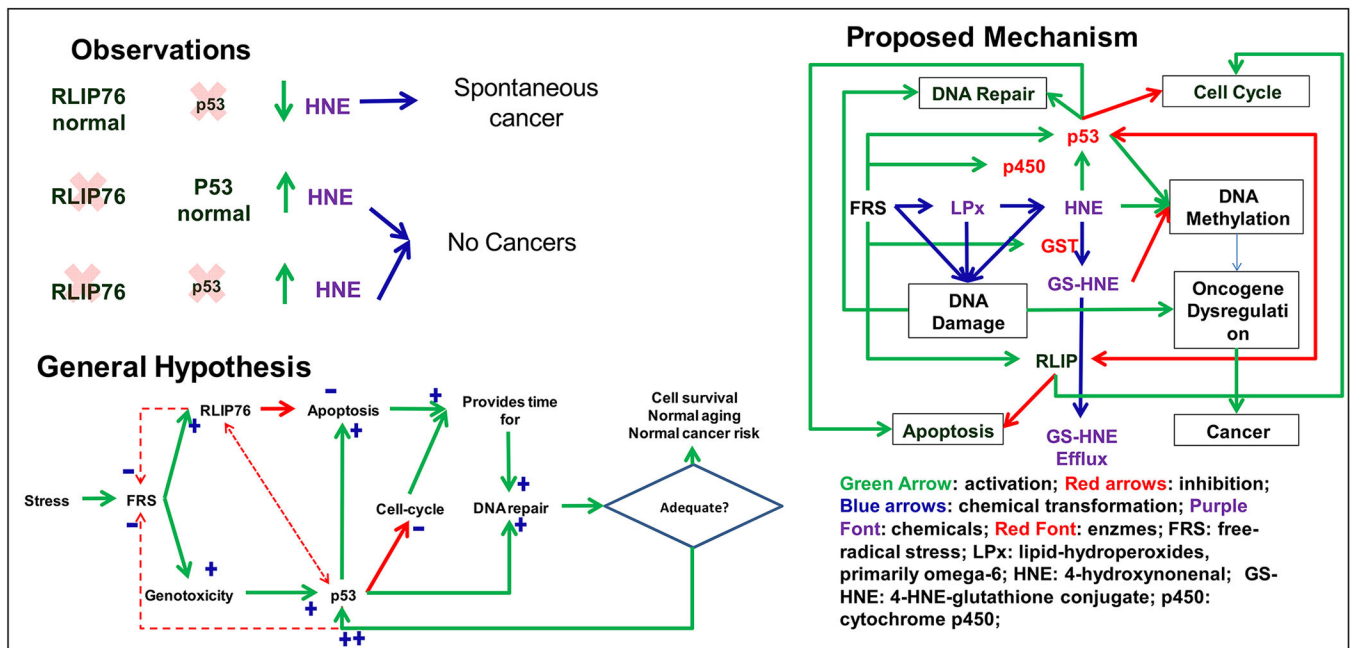 Observations
RLIP76
normal
p53
HNE
Spontaneous
cancer
RLIP76
P53
normal
HNE
No Cancers
RLIP76
p53
HNE
General Hypothesis
RLIP76
-
Apoptosis
+
Provides time
for
Cell survival
Normal aging
Normal cancer risk
+
+
-
Stress
FRS
-
Cell-cycle
-
+
DNA repair
+
Adequate?
+
Genotoxicity
+
p53
++
Proposed Mechanism
DNA Repair
Cell Cycle
p53
p450
FRS
LPx
HNE
DNA
Methylation
GST
GS-HNE
DNA
Damage
Oncogene
Dysregulati
on
RLIP
Apoptosis
GS-HNE
Efflux
Cancer
Green Arrow: activation; Red arrows: inhibition;
Blue arrows: chemical transformation; Purple
Font: chemicals; Red Font: enzmes; FRS: free-
radical stress; LPx: lipid-hydroperoxides,
primarily omega-6; HNE: 4-hydroxynonenal; GS-
HNE: 4-HNE-glutathione conjugate; p450:
cytochrome p450;